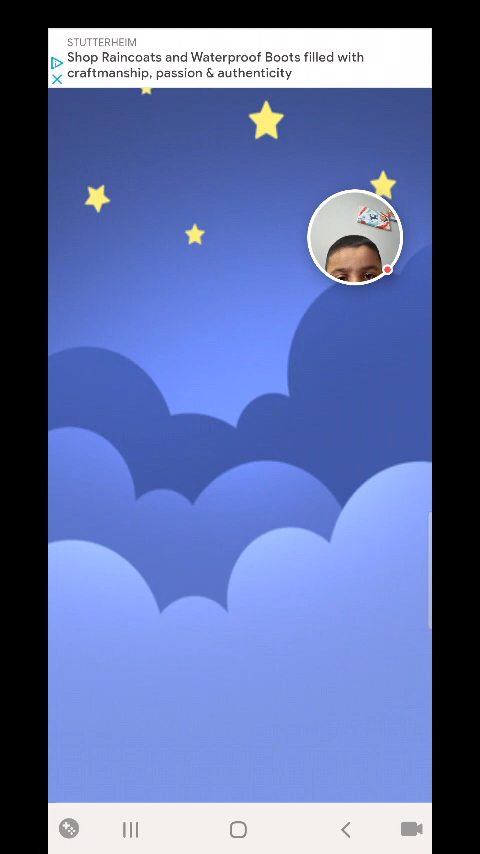 STUTTERHEIM
Shop Raincoats and Waterproof Boots filled with
craftmanship, passion & authenticity